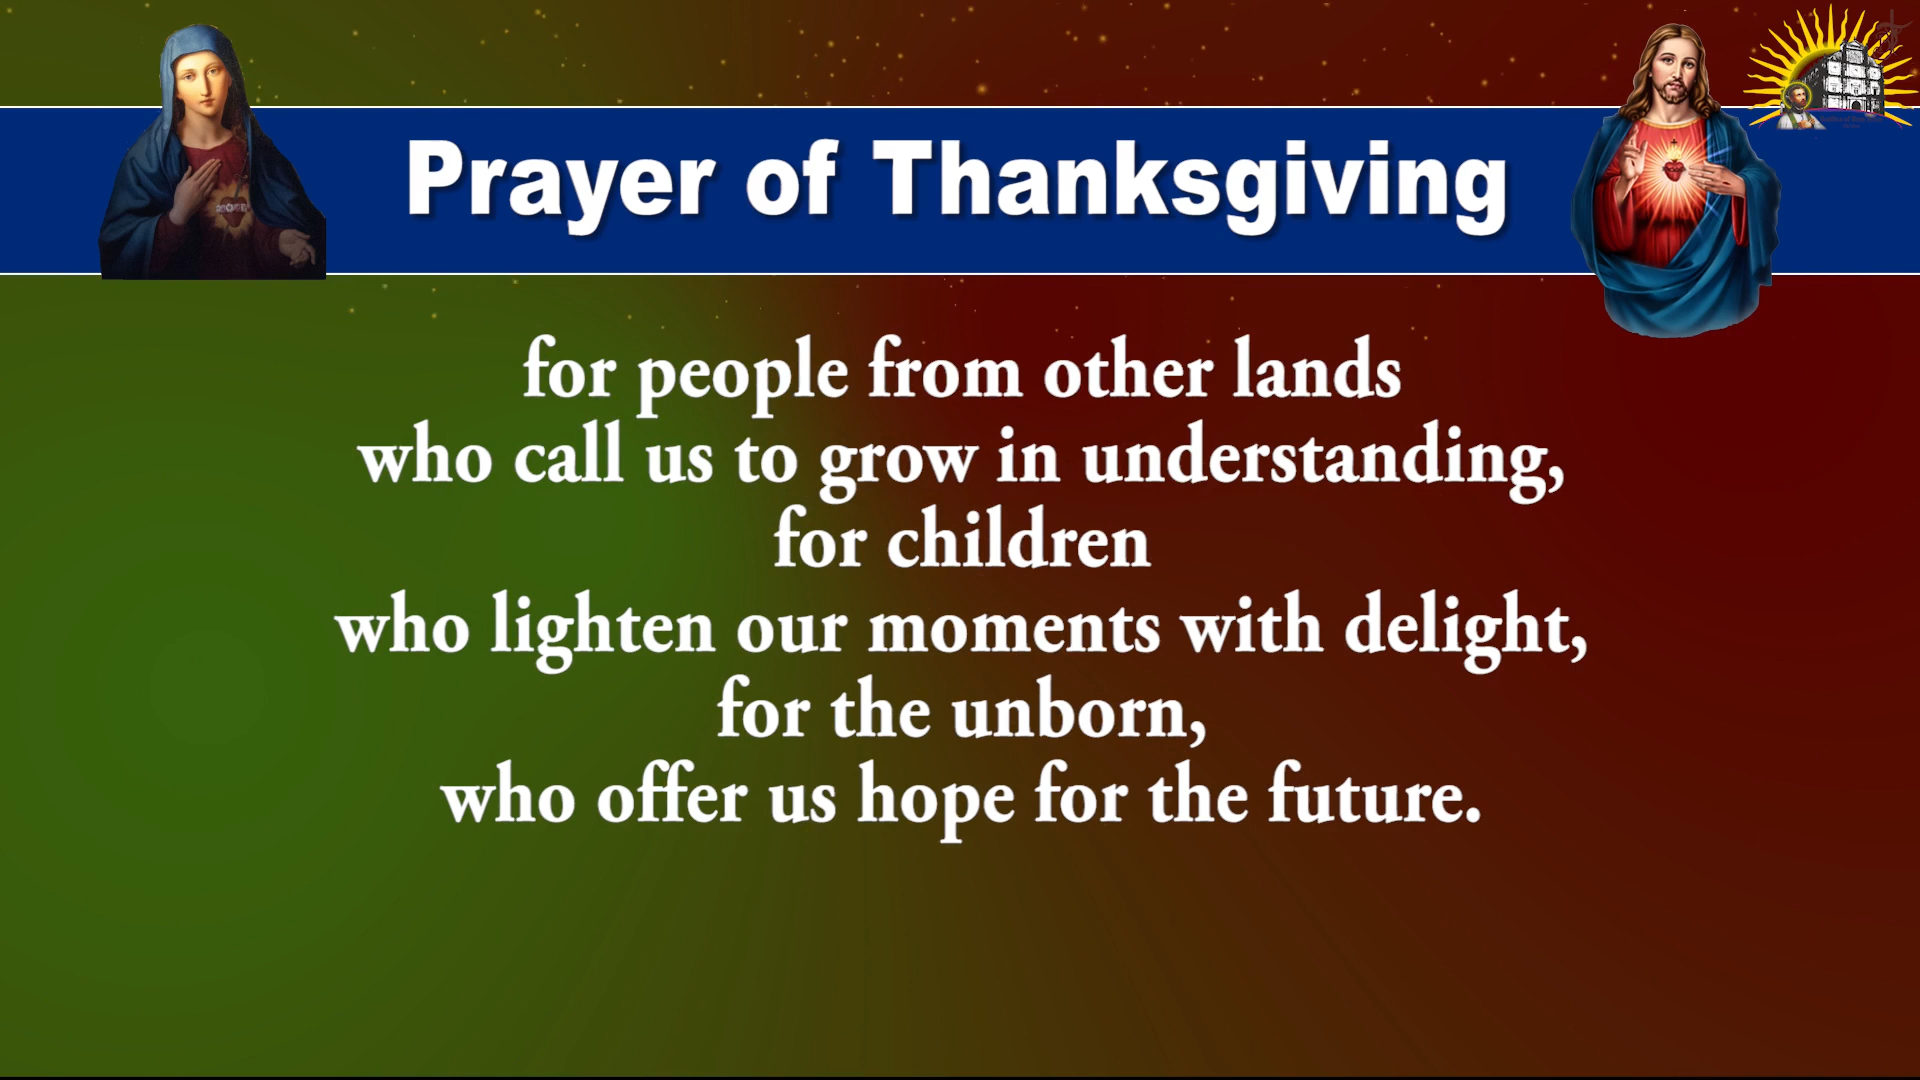 Prayer of Thanksgiving
for people from other lands
who call us to grow in understanding,
for children
who lighten our moments with delight,
for the unborn,
who offer us hope for the future.